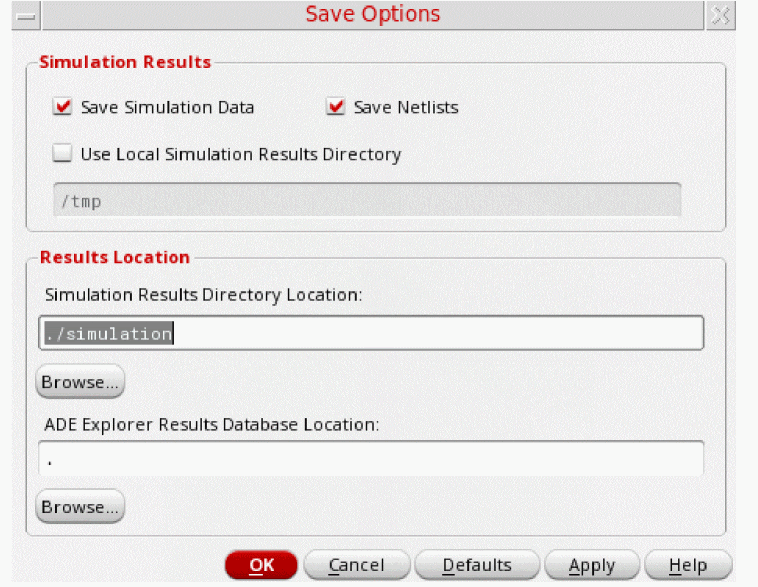 Save Options
Simulation Results
Save Simulation Data Save Netlists
Use Local Simulation Results Directory
/tmp
Results Location
Simulation Results Directory Location:
./simulation
Browse...
ADE Explorer Results Database Location:
.
Browse...
OK Cancel Defaults Apply Help